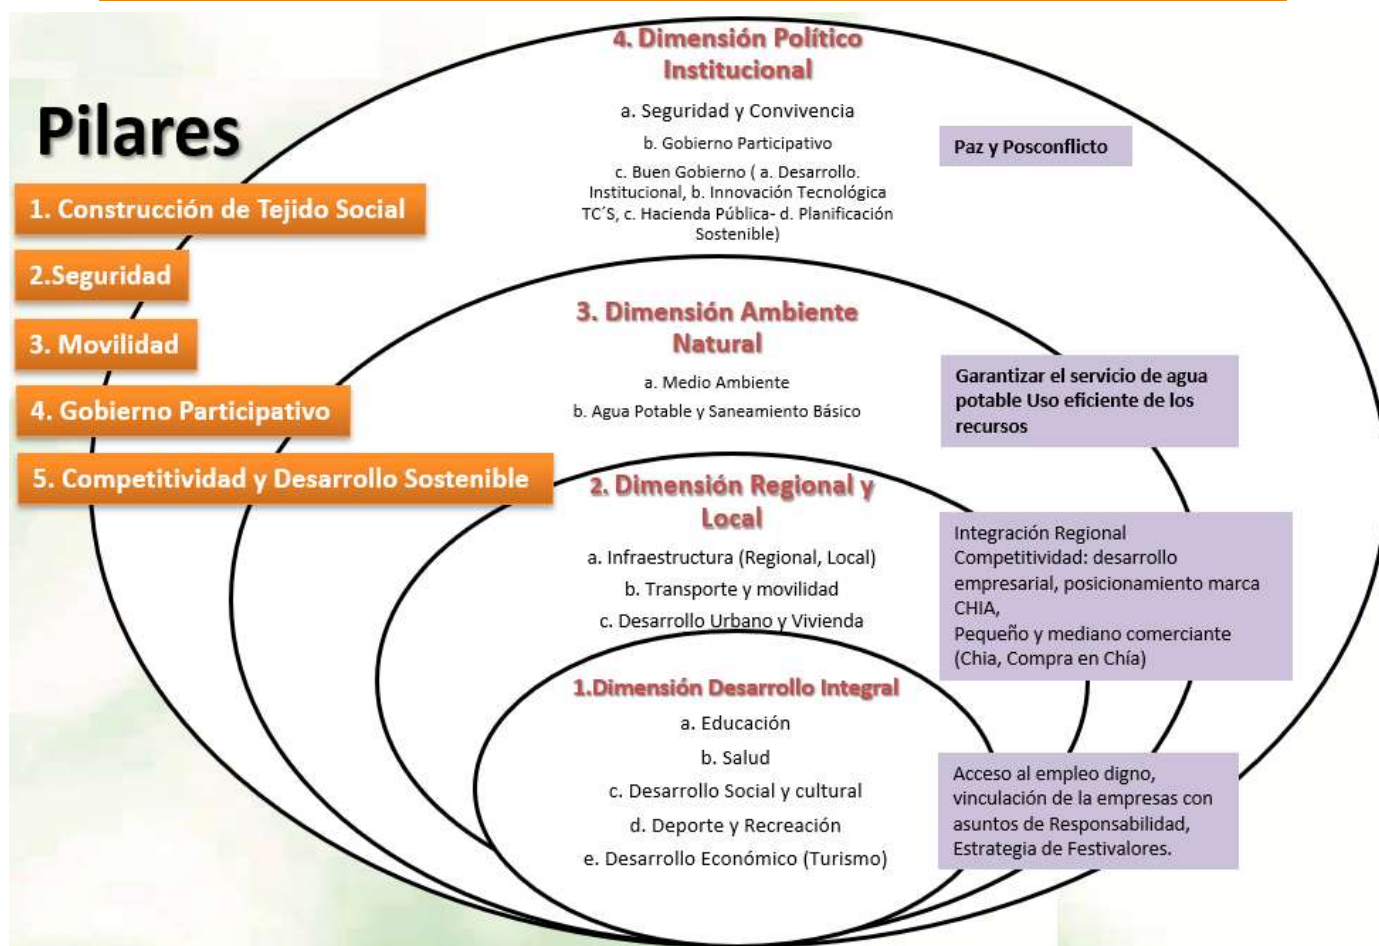 Pilares
1. Construcción de Tejido Social
2.Seguridad
3. Movilidad
4. Gobierno Participativo
5. Competitividad y Desarrollo Sostenible
4. Dimensión Político
Institucional
a. Seguridad y Convivencia
b. Gobierno Participativo
c. Buen Gobierno ( a. Desarrollo.
Institucional, b. Innovación Tecnológica
TC´S, c. Hacienda Pública- d. Planificación
Sostenible)
Paz y Posconflicto
3. Dimensión Ambiente
Natural
a. Medio Ambiente
b. Agua Potable y Saneamiento Básico
Garantizar el servicio de agua
potable Uso eficiente de los
recursos
2. Dimensión Regional y
Local
a. Infraestructura (Regional, Local)
b. Transporte y movilidad
c. Desarrollo Urbano y Vivienda
Integración Regional
Competitividad: desarrollo
empresarial, posicionamiento marca
CHIA,
Pequeño y mediano comerciante
(Chia, Compra en Chía)
1.Dimensión Desarrollo Integral
a. Educación
b. Salud
c. Desarrollo Social y cultural
d. Deporte y Recreación
e. Desarrollo Económico (Turismo)
Acceso al empleo digno,
vinculación de la empresas con
asuntos de Responsabilidad,
Estrategia de Festivalores.